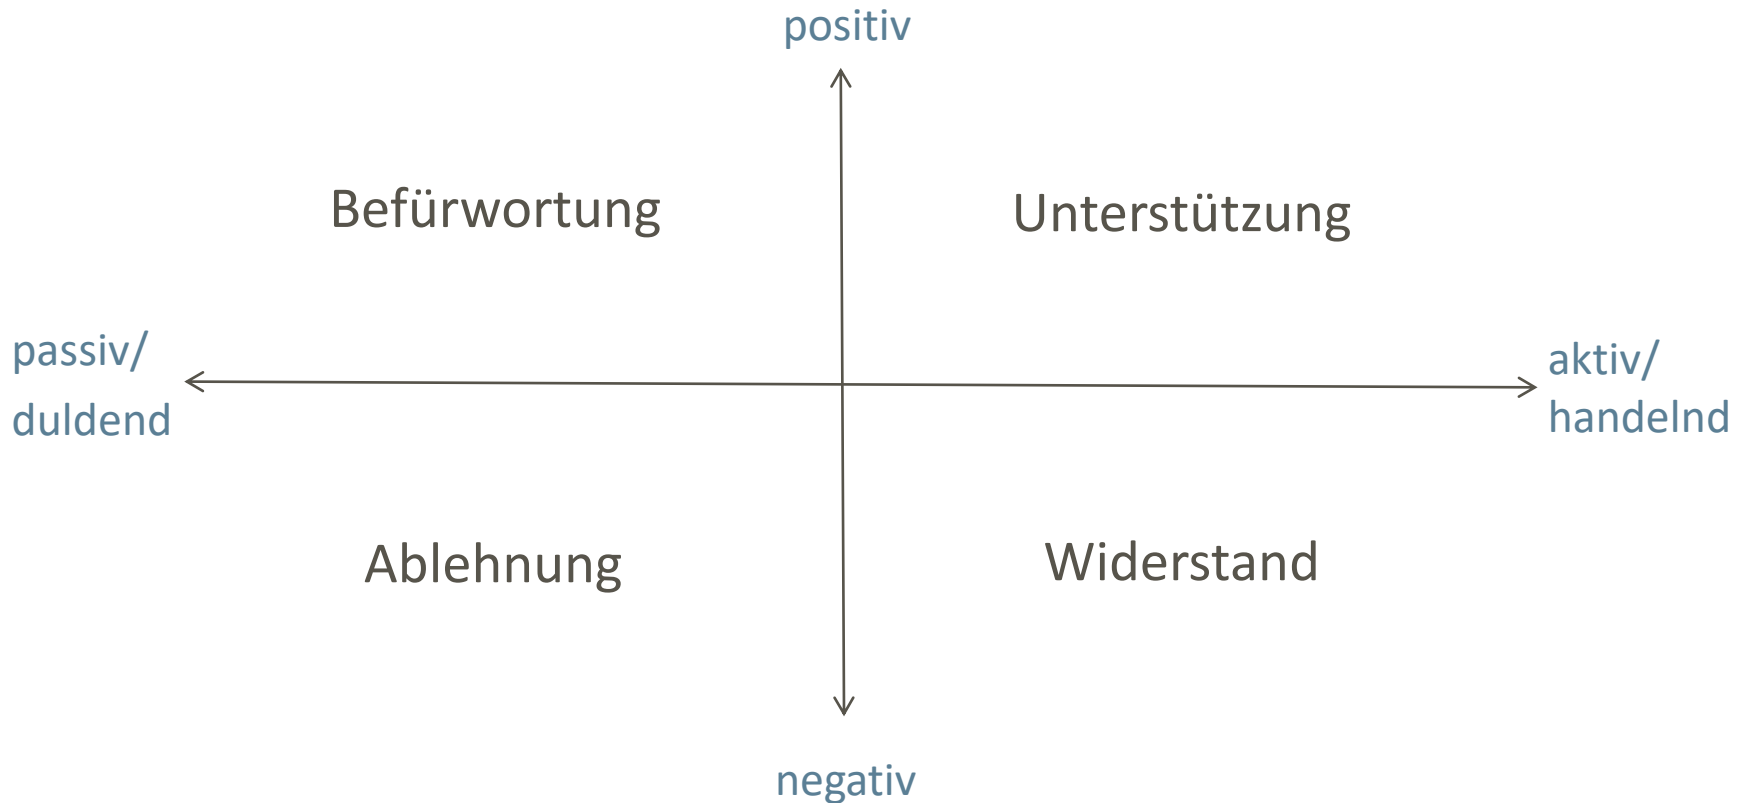 positiv
Befürwortung
Unterstützung
passiv/
duldend
aktiv/
handelnd
Ablehnung
Widerstand
negativ